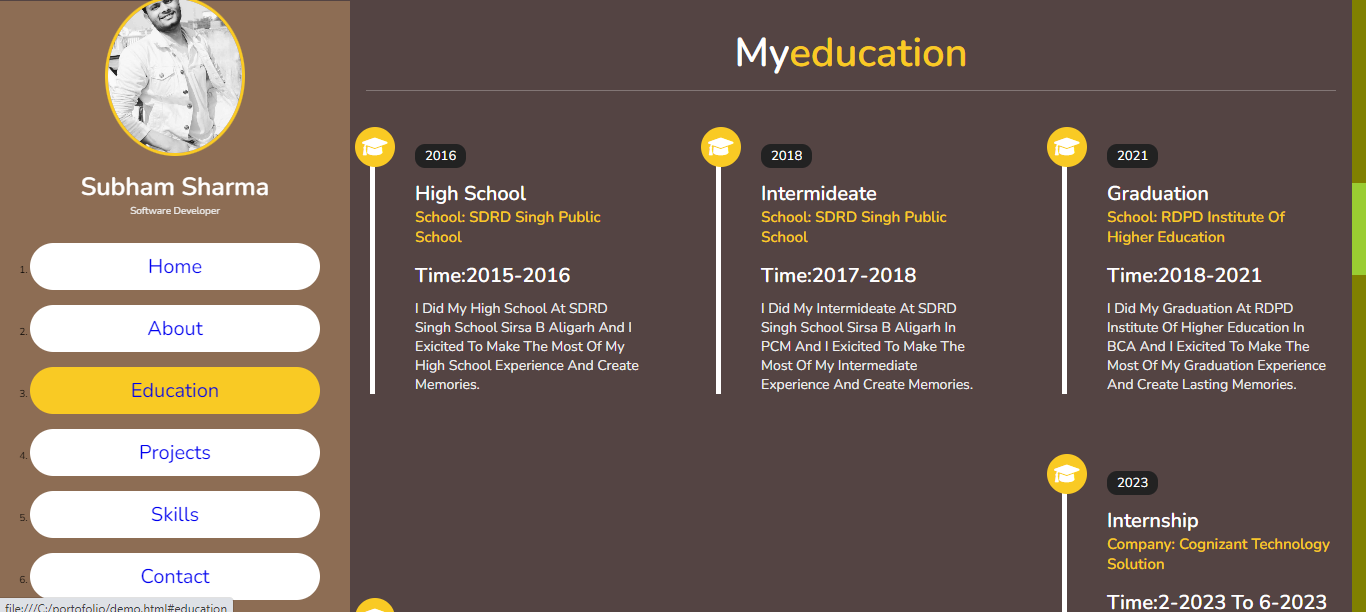 Subham Sharma
Software Developer
1. Home
2. About
3. Education
4. Projects
5. Skills
6. Contact
file:///C:/portofolio/demo.html#education
Myeducation
2016
High School
School: SDRD Singh Public
School
Time:2015-2016
I Did My High School At SDRD
Singh School Sirsa B Aligarh And I
Exicited To Make The Most Of My
High School Experience And Create
Memories.
2018
Intermideate
School: SDRD Singh Public
School
Time:2017-2018
I Did My Intermideate At SDRD
Singh School Sirsa B Aligarh In
PCM And I Exicited To Make The
Most Of My Intermediate
Experience And Create Memories.
2021
Graduation
School: RDPD Institute Of
Higher Education
Time:2018-2021
I Did My Graduation At RDPD
Institute Of Higher Education In
BCA And I Exicited To Make The
Most Of My Graduation Experience
And Create Lasting Memories.
2023
Internship
Company: Cognizant Technology
Solution
Time:2-2023 To 6-2023